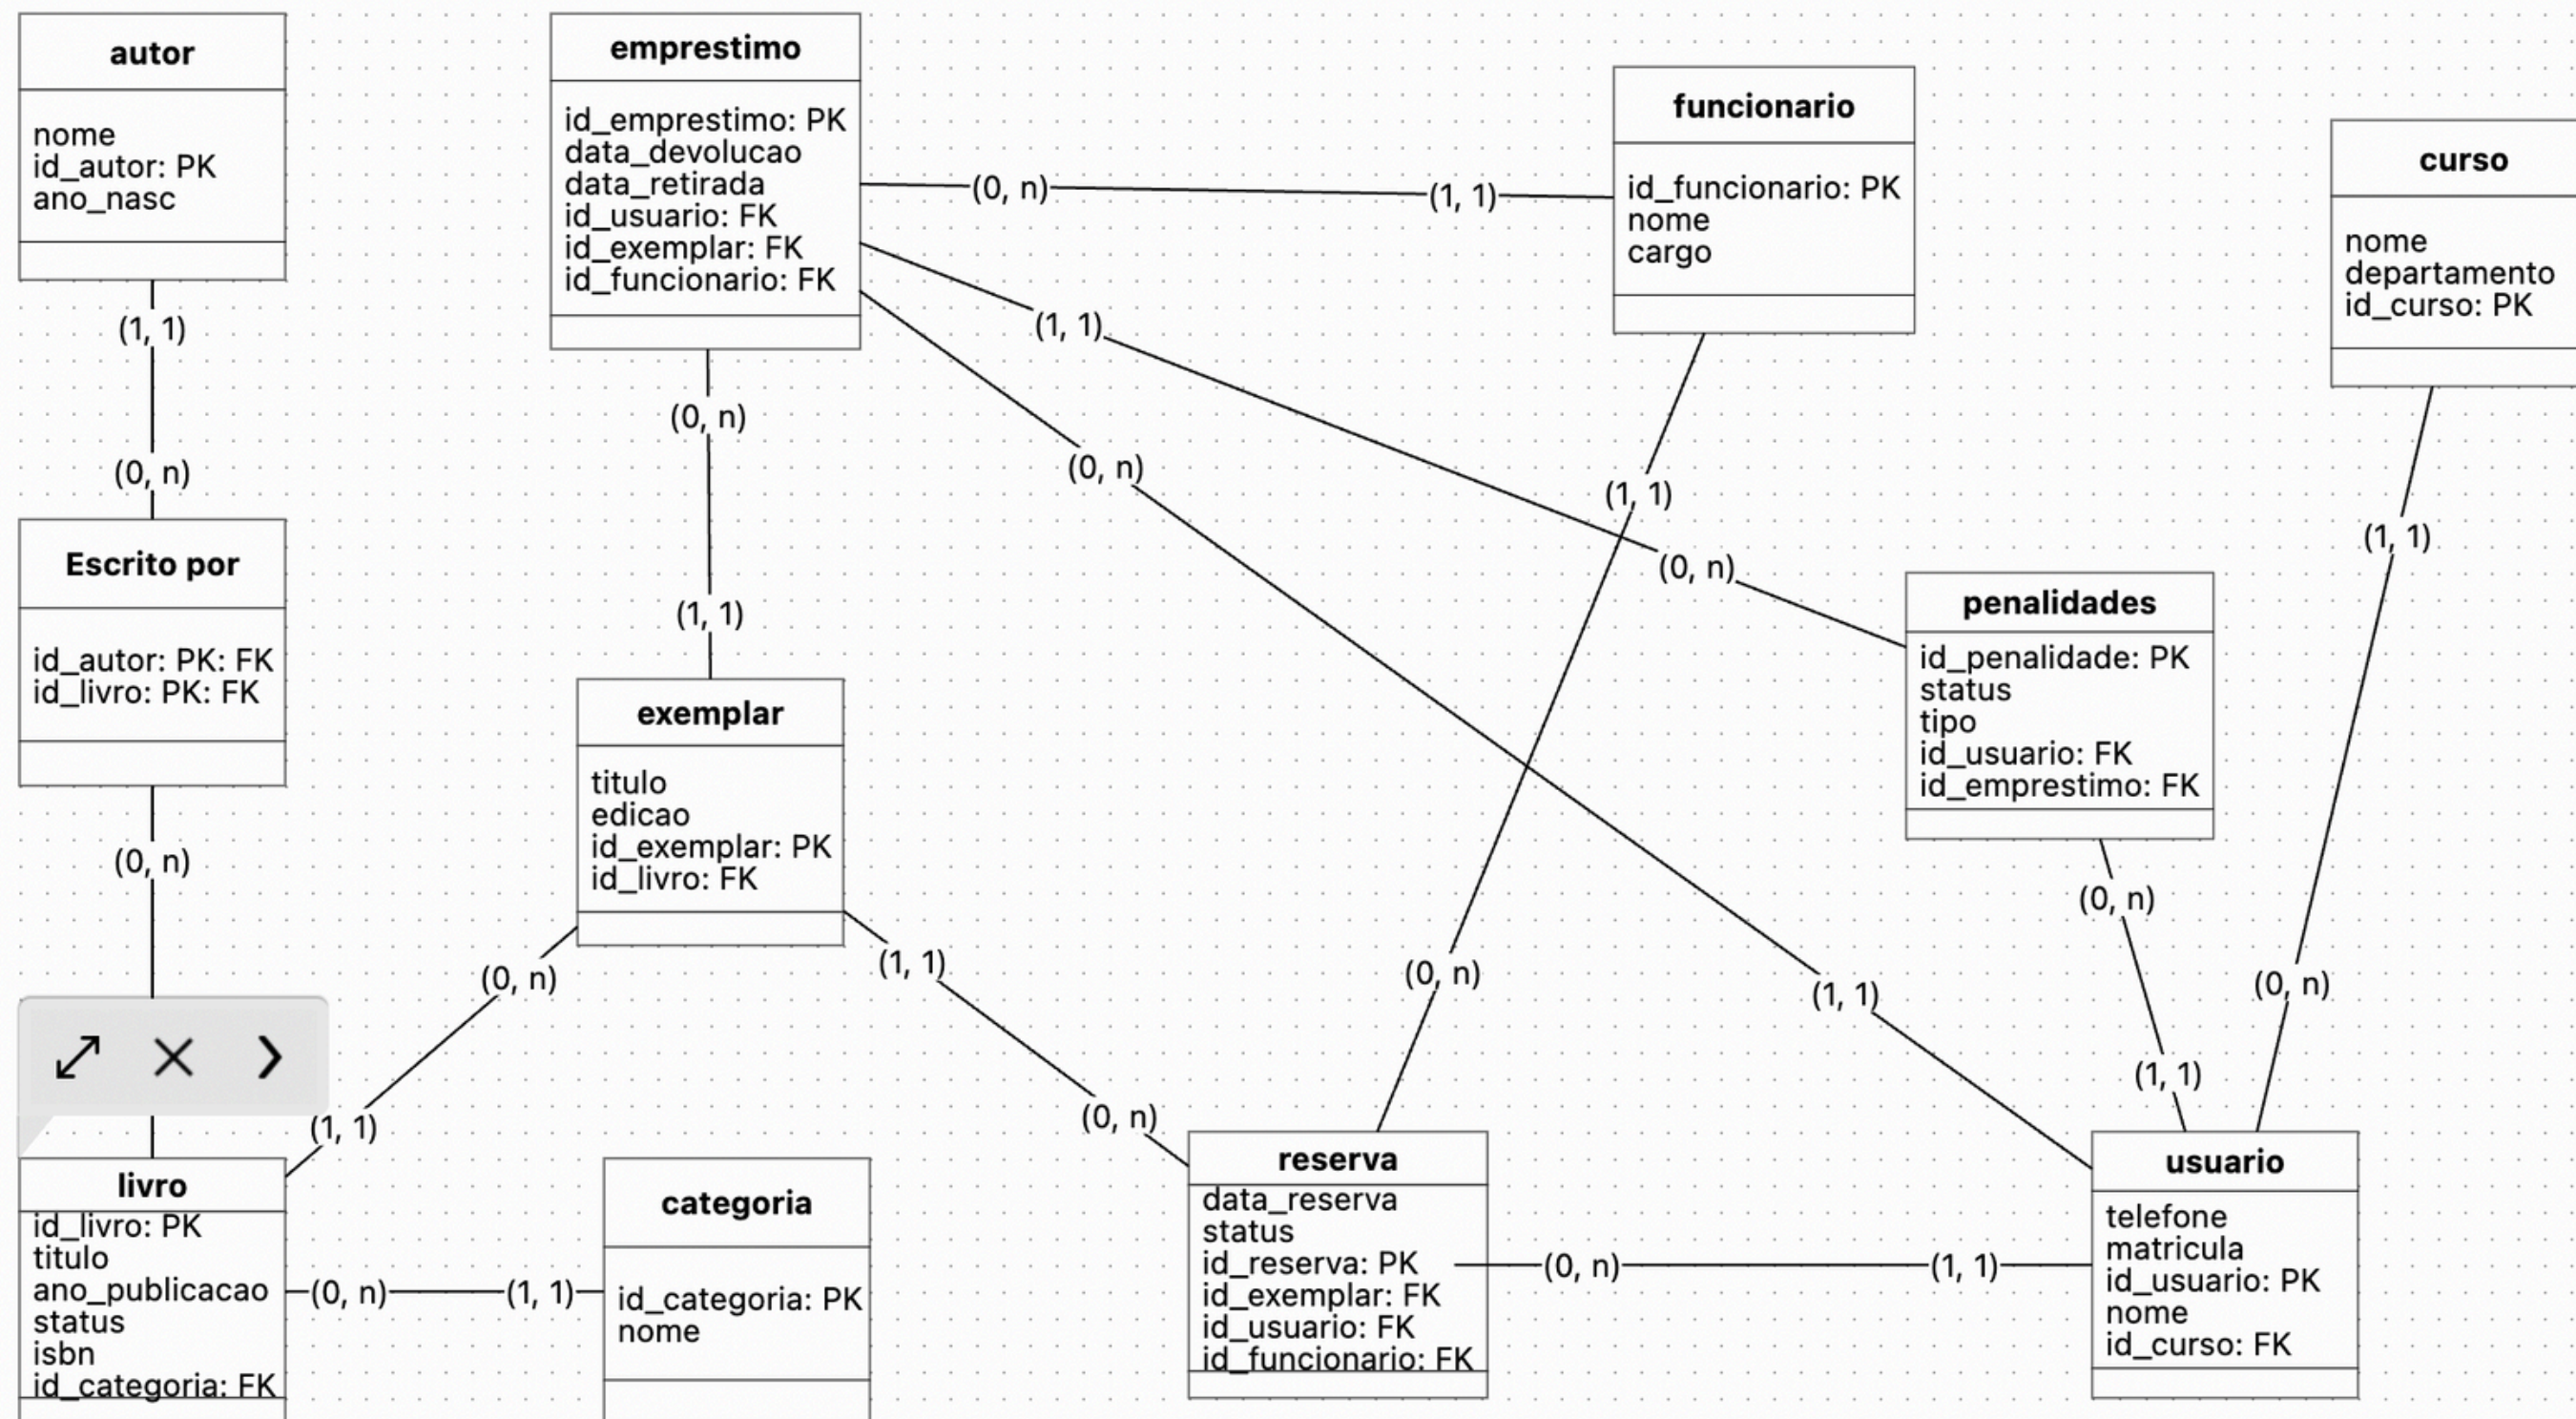 autor
nome
id_autor: PK
ano_nasc
(1, 1)
(0, n)
Escrito por
id_autor: PK: FK
id_livro: PK: FK
(0, n)
livro
id_livro: PK
titulo
ano_publicacao
status
isbn
id_categoria: FK
(0, n)
(1, 1)
categoria
id_categoria: PK
nome
emprestimo
id_emprestimo: PK
data_devolucao
data_retirada
id_usuario: FK
id_exemplar: FK
id_funcionario: FK
(0, n)
(1, 1)
(1, 1)
(0, n)
(0, n)
(1, 1)
(0, n)
(1, 1)
exemplar
titulo
edicao
id_exemplar: PK
id_livro: FK
(0, n)
(1, 1)
(1, 1)
(0, n)
funcionario
id_funcionario: PK
nome
cargo
(1, 1)
(0, n)
reserva
data_reserva
status
id_reserva: PK
id_exemplar: FK
id_usuario: FK
id_funcionario: FK
(0, n)
(1, 1)
curso
nome
departamento
id_curso: PK
(1, 1)
(0, n)
penalidades
id_penalidade: PK
status
tipo
id_usuario: FK
id_emprestimo: FK
(0, n)
(1, 1)
usuario
telefone
matricula
id_usuario: PK
nome
id_curso: FK